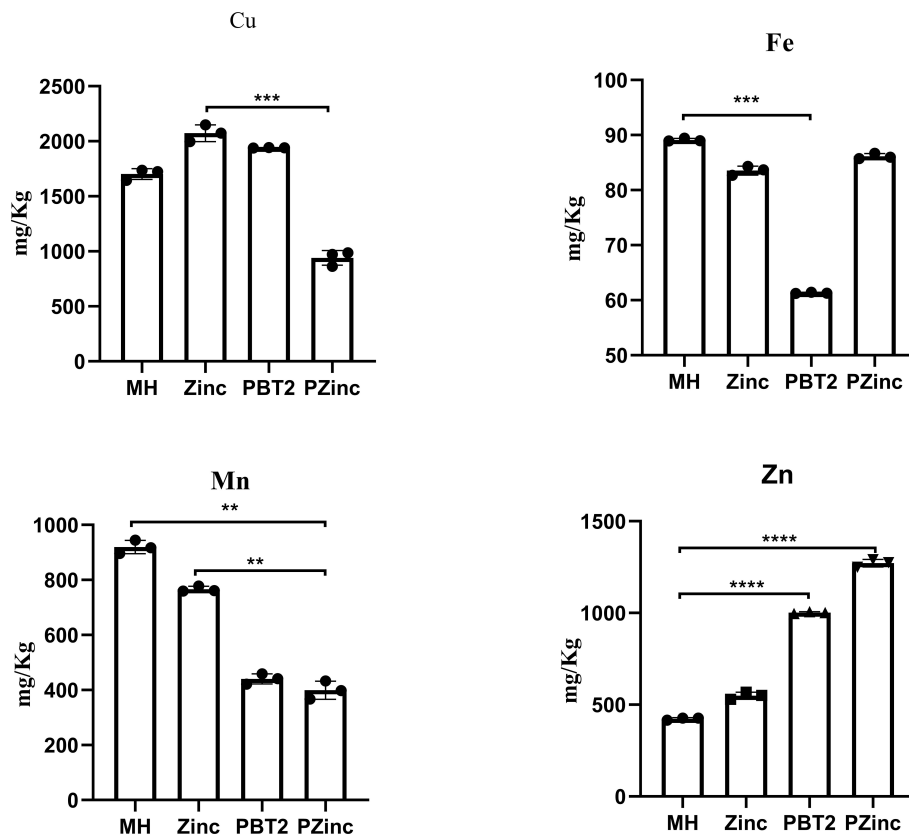 Cu
mg/Kg
2500
2000
1500
1000
500
0
***
MH Zinc PBT2 PZinc
Fe
mg/Kg
100
90
80
70
60
50
***
MH Zinc PBT2 PZinc
Mn
mg/Kg
1000
800
600
400
200
0
**
**
MH Zinc PBT2 PZinc
Zn
mg/Kg
1500
1000
500
0
****
****
MH Zinc PBT2 PZinc